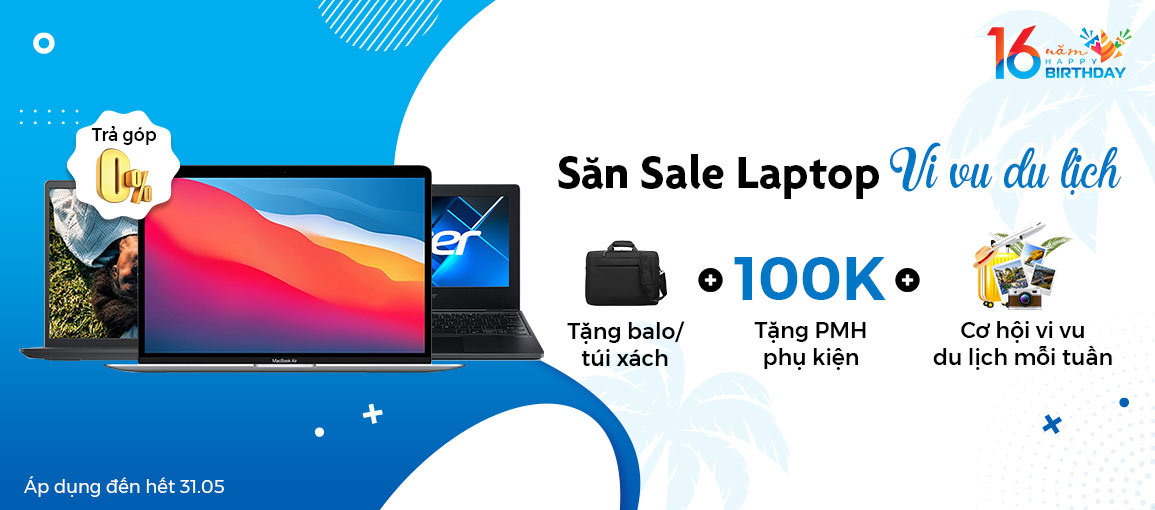 16 năm
HAPPY
BIRTHDAY
Trả góp
0%
Săn Sale Laptop Vi vu du lịch
100K
Tặng balo/
túi xách
Tặng PMH
phụ kiện
Cơ hội vi vu
du lịch mỗi tuần
MacBook Air
Áp dụng đến hết 31.05